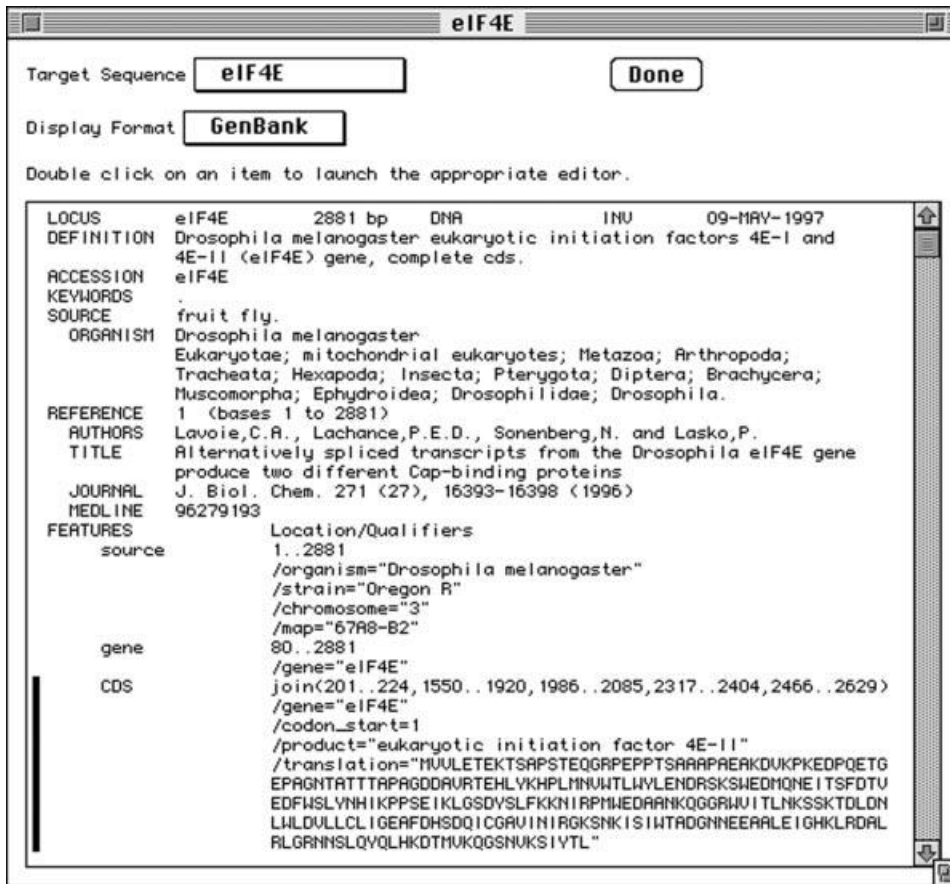 eIF4E
Target Sequence eIF4E Done
Display Format GenBank
Double click on an item to launch the appropriate editor.
LOCUS eIF4E 2881 bp DNA INV 09-MAY-1997
DEFINITION Drosophila melanogaster eukaryotic initiation factors 4E-I and
4E-II (eIF4E) gene, complete cds.
ACCESSION eIF4E
KEYWORDS .
SOURCE fruit fly.
ORGANISM Drosophila melanogaster
Eukaryotae; mitochondrial eukaryotes; Metazoa; Arthropoda;
Tracheata; Hexapoda; Insecta; Pterygota; Diptera; Brachycera;
Muscomorpha; Ephydroidea; Drosophilidae; Drosophila.
REFERENCE 1 (bases 1 to 2881)
AUTHORS Lavoie,C.A., Lachance,P.E.D., Sonenberg,N. and Lasko,P.
TITLE Alternatively spliced transcripts from the Drosophila eIF4E gene
produce two different Cap-binding proteins
JOURNAL J. Biol. Chem. 271 (27), 16393-16398 (1996)
MEDLINE 96279193
FEATURES Location/Qualifiers
source 1..2881
/organism="Drosophila melanogaster"
/strain="Oregon R"
/chromosome="3"
/map="67A8-B2"
gene 80..2881
/gene="eIF4E"
CDS join(201..224,1550..1920,1986..2085,2317..2404,2466..2629)
/gene="eIF4E"
/codon_start=1
/product="eukaryotic initiation factor 4E-II"
/translation="MVVLETEKTSAPSTEQGRPEPPTSAAAPAEAKDVKPKEDPQETG
EPAGNTATTTAPAGDDAVRTEHLYKHPLMNVWTLWYLENDRSKSWEDMQNEITSFDTV
EDFWSLYNHIKPPSEIKLGSDYSLFKKNIRPMWEDAANKQGGRWVITLNKSSKTDLDN
LWLDVLLCLIGEAFDHSDQICGAVINIRGKSNKISIWTADGNNEEAALEIGHKLRDAL
RLGRNNSLQYQLHKDTMVKQGSNVKSIYTL"